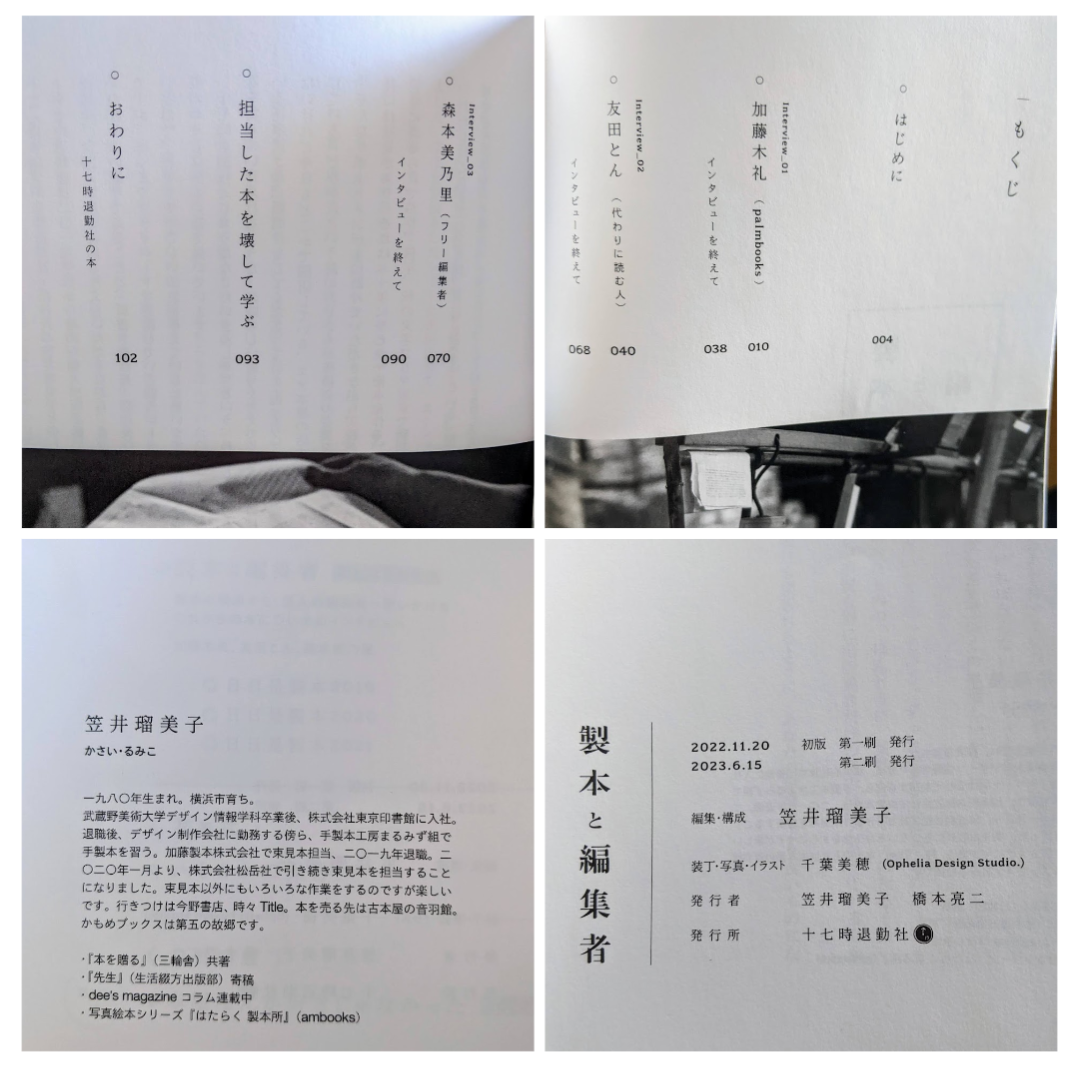 もくじ
はじめに 004
Interview_01
加藤木礼（palmbooks） 010
インタビューを終えて 038
Interview_02
友田とん（代わりに読む人） 040
インタビューを終えて 068
Interview_03
森本美乃里（フリー編集者） 070
インタビューを終えて 090
担当した本を壊して学ぶ 093
おわりに 102
十七時退勤社の本
笠井瑠美子
かさい・るみこ
一九八〇年生まれ。横浜市育ち。
武蔵野美術大学デザイン情報学科卒業後、株式会社東京印書館に入社。
退職後、デザイン制作会社に勤務する傍ら、手製本工房まるみず組で
手製本を習う。加藤製本株式会社で束見本担当、二〇一九年退職。二
〇二〇年一月より、株式会社松岳社で引き続き束見本を担当すること
になりました。束見本以外にもいろいろな作業をするのですが楽しい
です。行きつけは今野書店、時々 Title。本を売る先は古本屋の音羽館。
かもめブックスは第五の故郷です。
・『本を贈る』（三輪舎）共著
・『先生』（生活綴方出版部）寄稿
・dee's magazine コラム連載中
・写真絵本シリーズ『はたらく 製本所』（ambooks）
製本と編集者
2022.11.20 初版 第一刷 発行
2023.6.15 第二刷 発行
編集・構成 笠井瑠美子
装丁・写真・イラスト 千葉美穂（Ophelia Design Studio.）
発行者 笠井瑠美子 橋本亮二
発行所 十七時退勤社